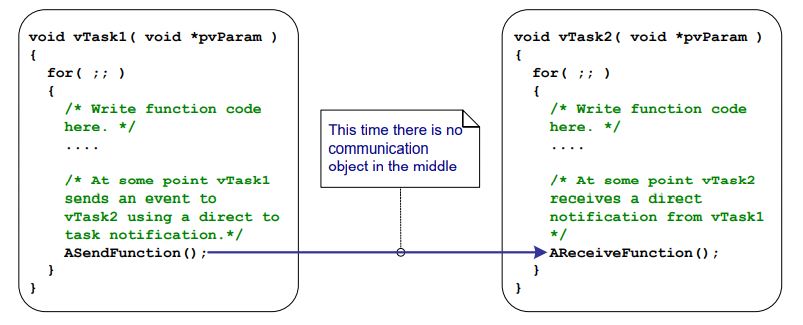 void vTask1( void *pvParam )
{
for( ;; )
{
/* Write function code
here. */
....
/* At some point vTask1
sends an event to
vTask2 using a direct to
task notification.*/
ASendFunction();
}
}
This time there is no
communication
object in the middle
void vTask2( void *pvParam )
{
for( ;; )
{
/* Write function code
here. */
....
/* At some point vTask2
receives a direct
notification from vTask1
*/
AReceiveFunction();
}
}